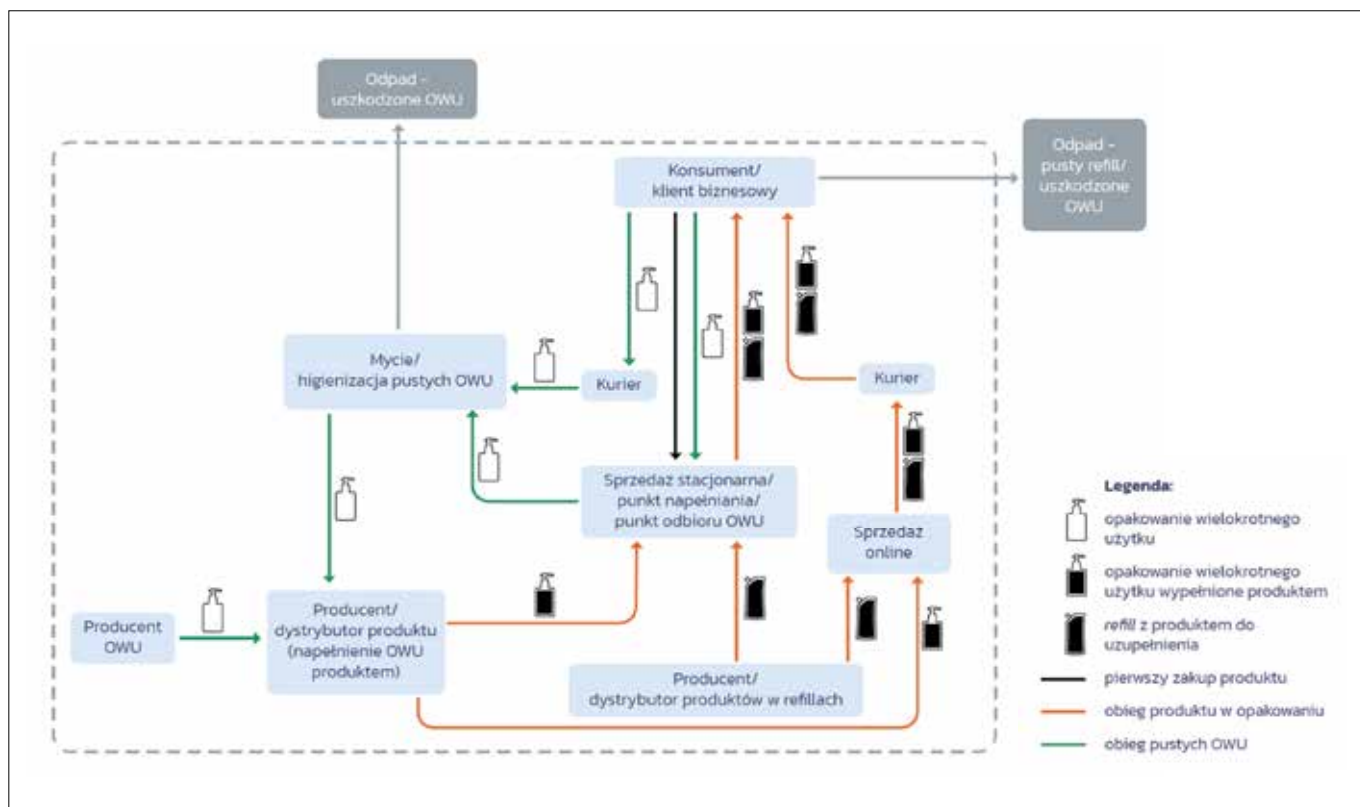 Odpad -
uszkodzone OWU
Odpad -
pusty refill/
uszkodzone
OWU
Konsument/
klient biznesowy
Mycie/
higienizacja pustych OWU
Kurier
Kurier
Sprzedaż stacjonarna/
punkt napełniania/
punkt odbioru OWU
Sprzedaż
online
Producent
OWU
Producent/
dystrybutor produktu
(napełnienie OWU
produktem)
Producent/
dystrybutor produktów w refillach
Legenda:
opakowanie wielokrotnego
użytku
opakowanie wielokrotnego
użytku wypełnione produktem
refill z produktem do
uzupełnienia
pierwszy zakup produktu
obieg produktu w opakowaniu
obieg pustych OWU